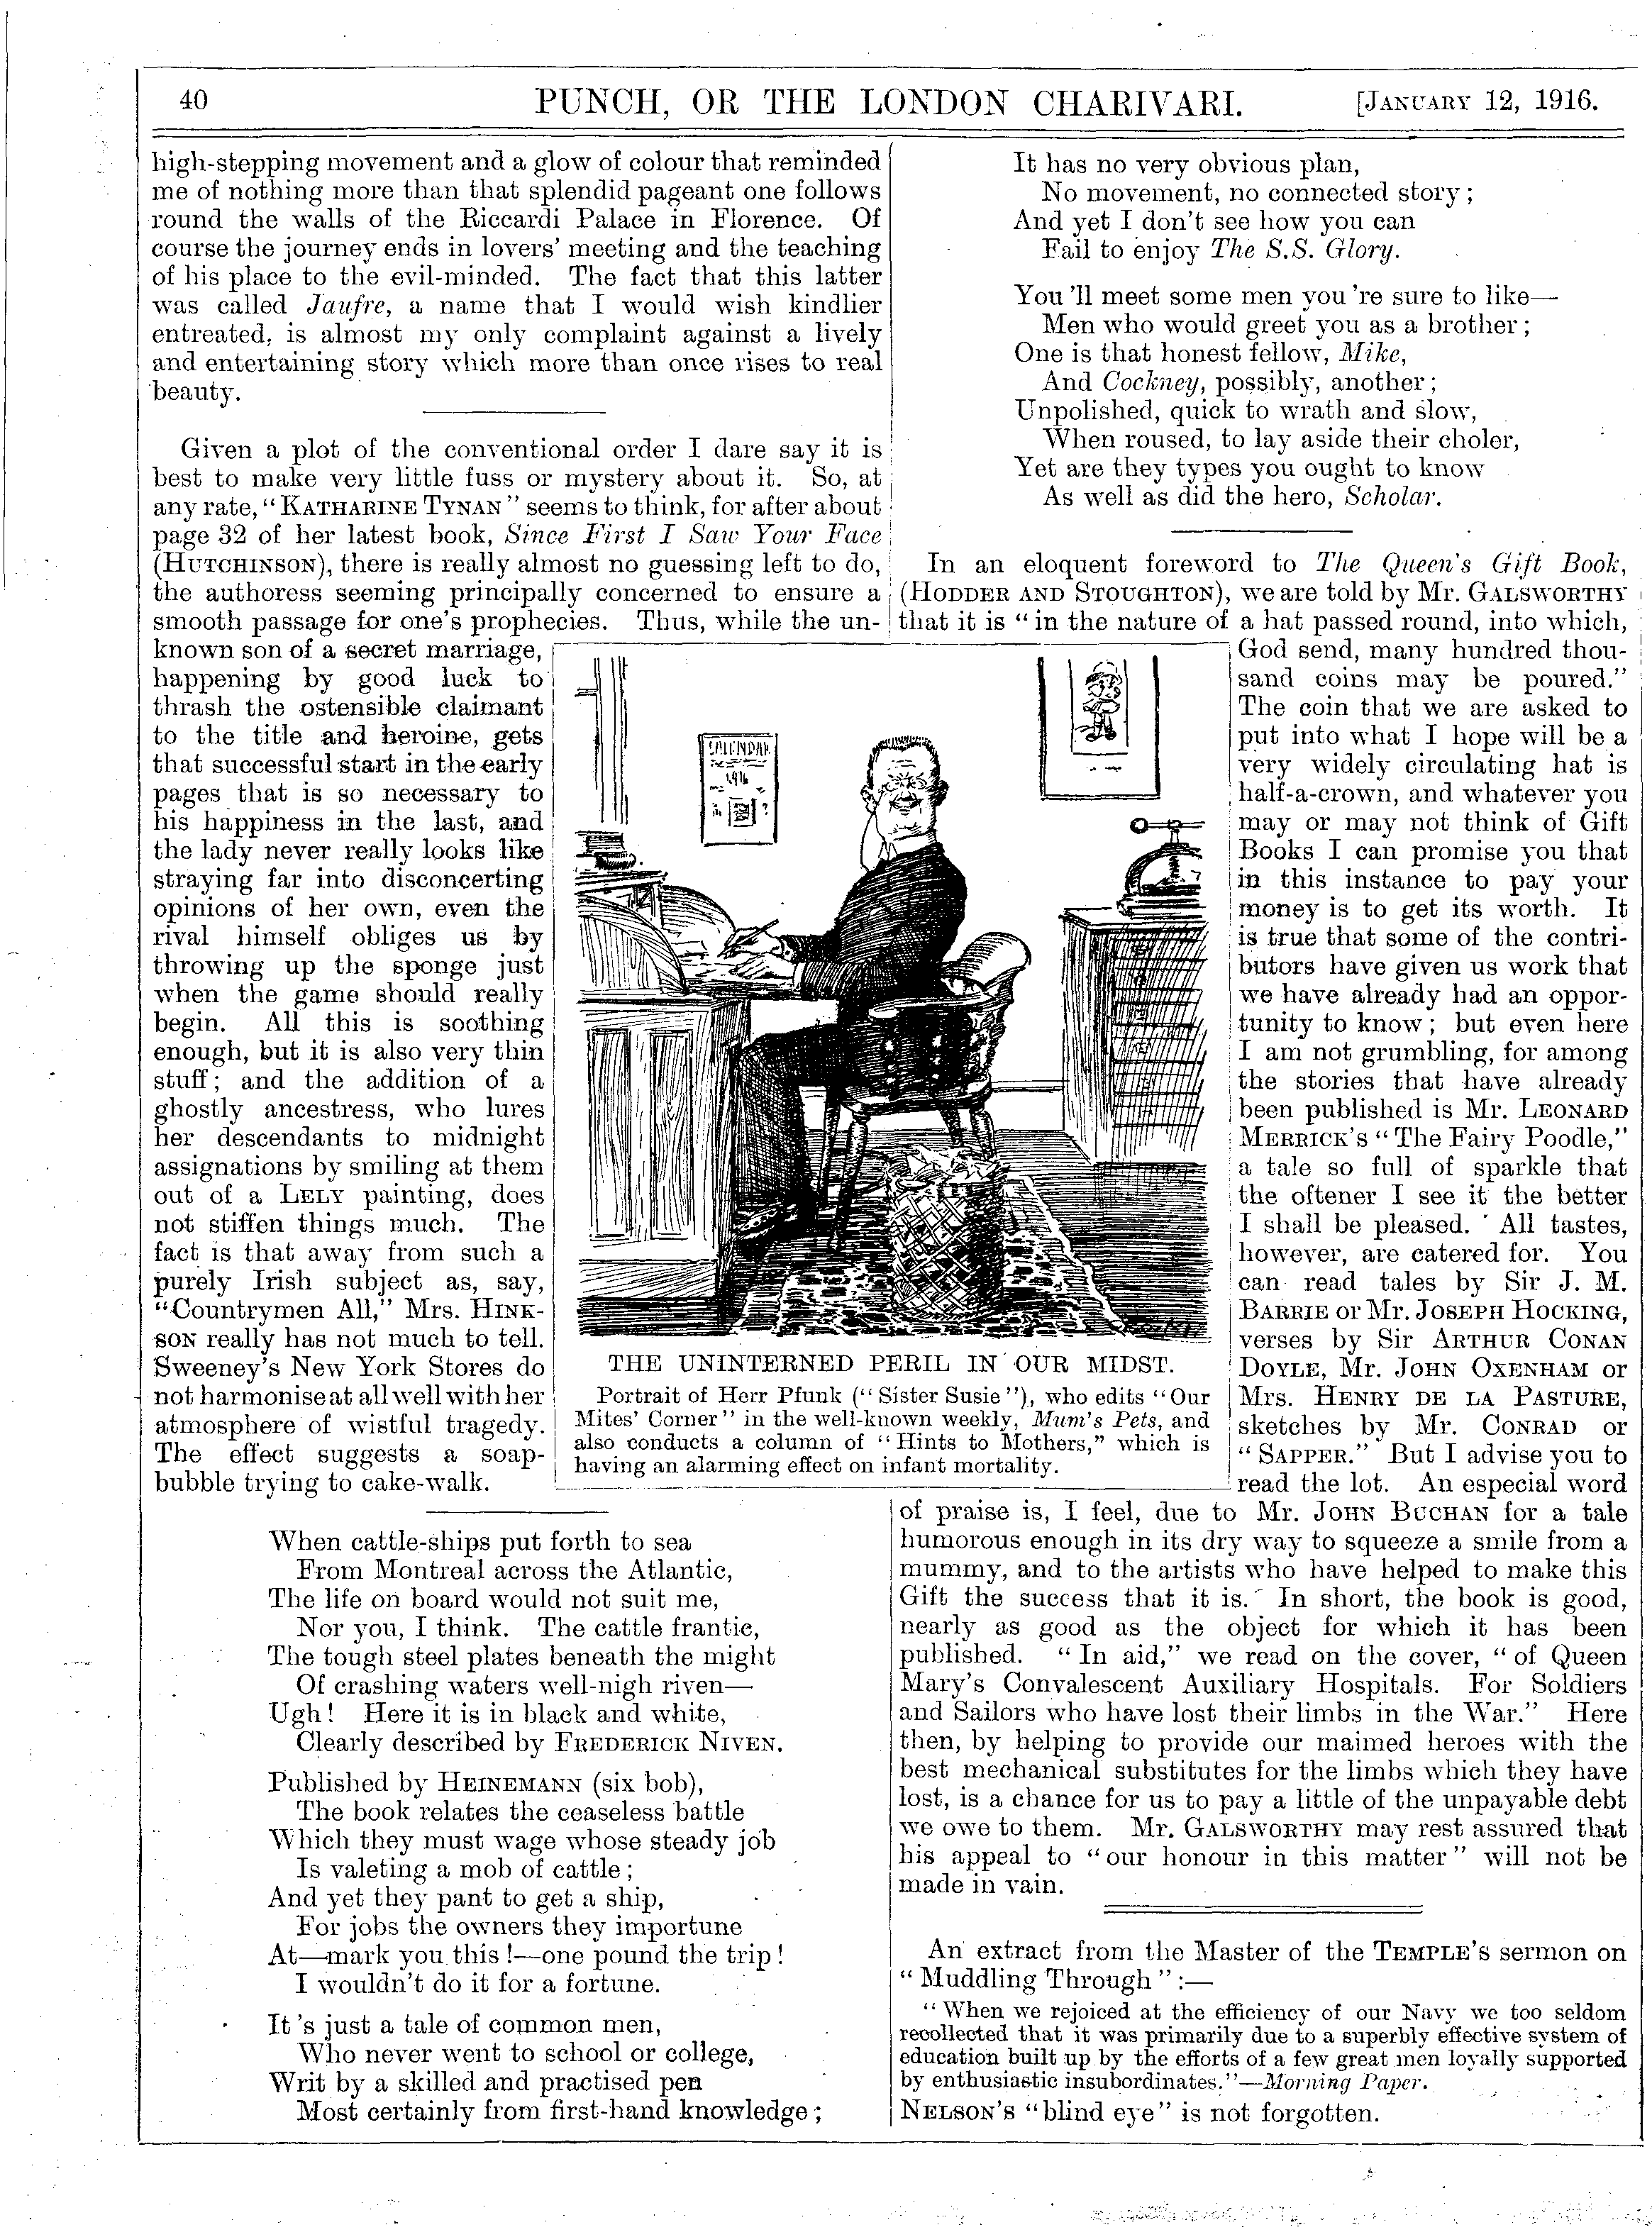 40
PUNCH, OR THE LONDON CHARIVARI.
[JANUARY 12, 1916.
high-stepping movement and a glow of colour that reminded
me of nothing more than that splendid pageant one follows
round the walls of the Riccardi Palace in Florence. Of
course the journey ends in lovers' meeting and the teaching
of his place to the evil-minded. The fact that this latter
was called Jaufre, a name that I would wish kindlier
entreated, is almost my only complaint against a lively
and entertaining story which more than once rises to real
beauty.
Given a plot of the conventional order I dare say it is
best to make very little fuss or mystery about it. So, at
any rate, "KATHARINE TYNAN" seems to think, for after about
page 32 of her latest book, Since First I Saw Your Face
(HUTCHINSON), there is really almost no guessing left to do,
the authoress seeming principally concerned to ensure a
smooth passage for one's prophecies. Thus, while the un-
known son of a secret marriage,
happening by good luck to
thrash the ostensible claimant
to the title and heroine, gets
that successful start in the early
pages that is so necessary to
his happiness in the last, and
the lady never really looks like
straying far into disconcerting
opinions of her own, even the
rival himself obliges us by
throwing up the sponge just
when the game should really
begin. All this is soothing
enough, but it is also very thin
stuff; and the addition of a
ghostly ancestress, who lures
her descendants to midnight
assignations by smiling at them
out of a LELY painting, does
not stiffen things much. The
fact is that away from such a
purely Irish subject as, say,
"Countrymen All," Mrs. HINK-
SON really has not much to tell.
Sweeney's New York Stores do
not harmonise at all well with her
atmosphere of wistful tragedy.
The effect suggests a soap-
bubble trying to cake-walk.
When cattle-ships put forth to sea
From Montreal across the Atlantic,
The life on board would not suit me,
Nor you, I think. The cattle frantic,
The tough steel plates beneath the might
Of crashing waters well-nigh riven—
Ugh! Here it is in black and white,
Clearly described by FREDERICK NIVEN.
Published by HEINEMANN (six bob),
The book relates the ceaseless battle
Which they must wage whose steady job
Is valeting a mob of cattle;
And yet they pant to get a ship,
For jobs the owners they importune
At—mark you this!—one pound the trip!
I wouldn't do it for a fortune.
It's just a tale of common men,
Who never went to school or college,
Writ by a skilled and practised pen
Most certainly from first-hand knowledge;
CALENDAR
1916
THE UNINTERNED PERIL IN OUR MIDST.
Portrait of Herr Pfunk ("Sister Susie"), who edits "Our
Mites' Corner" in the well-known weekly, Mum's Pets, and
also conducts a column of "Hints to Mothers," which is
having an alarming effect on infant mortality.
It has no very obvious plan,
No movement, no connected story;
And yet I don't see how you can
Fail to enjoy The S.S. Glory.
You'll meet some men you're sure to like—
Men who would greet you as a brother;
One is that honest fellow, Mike,
And Cockney, possibly, another;
Unpolished, quick to wrath and slow,
When roused, to lay aside their choler,
Yet are they types you ought to know
As well as did the hero, Scholar.
In an eloquent foreword to The Queen's Gift Book,
(HODDER AND STOUGHTON), we are told by Mr. GALSWORTHY
that it is "in the nature of a hat passed round, into which,
God send, many hundred thou-
sand coins may be poured."
The coin that we are asked to
put into what I hope will be a
very widely circulating hat is
half-a-crown, and whatever you
may or may not think of Gift
Books I can promise you that
in this instance to pay your
money is to get its worth. It
is true that some of the contri-
butors have given us work that
we have already had an oppor-
tunity to know; but even here
I am not grumbling, for among
the stories that have already
been published is Mr. LEONARD
MERRICK'S "The Fairy Poodle,"
a tale so full of sparkle that
the oftener I see it the better
I shall be pleased. All tastes,
however, are catered for. You
can read tales by Sir J. M.
BARRIE or Mr. JOSEPH HOCKING,
verses by Sir ARTHUR CONAN
DOYLE, Mr. JOHN OXENHAM or
Mrs. HENRY DE LA PASTURE,
sketches by Mr. CONRAD or
"SAPPER." But I advise you to
read the lot. An especial word
of praise is, I feel, due to Mr. JOHN BUCHAN for a tale
humorous enough in its dry way to squeeze a smile from a
mummy, and to the artists who have helped to make this
Gift the success that it is. In short, the book is good,
nearly as good as the object for which it has been
published. "In aid," we read on the cover, "of Queen
Mary's Convalescent Auxiliary Hospitals. For Soldiers
and Sailors who have lost their limbs in the War." Here
then, by helping to provide our maimed heroes with the
best mechanical substitutes for the limbs which they have
lost, is a chance for us to pay a little of the unpayable debt
we owe to them. Mr. GALSWORTHY may rest assured that
his appeal to "our honour in this matter" will not be
made in vain.
An extract from the Master of the TEMPLE'S sermon on
"Muddling Through":—
"When we rejoiced at the efficiency of our Navy we too seldom
recollected that it was primarily due to a superbly effective system of
education built up by the efforts of a few great men loyally supported
by enthusiastic insubordinates."—Morning Paper.
NELSON'S "blind eye" is not forgotten.